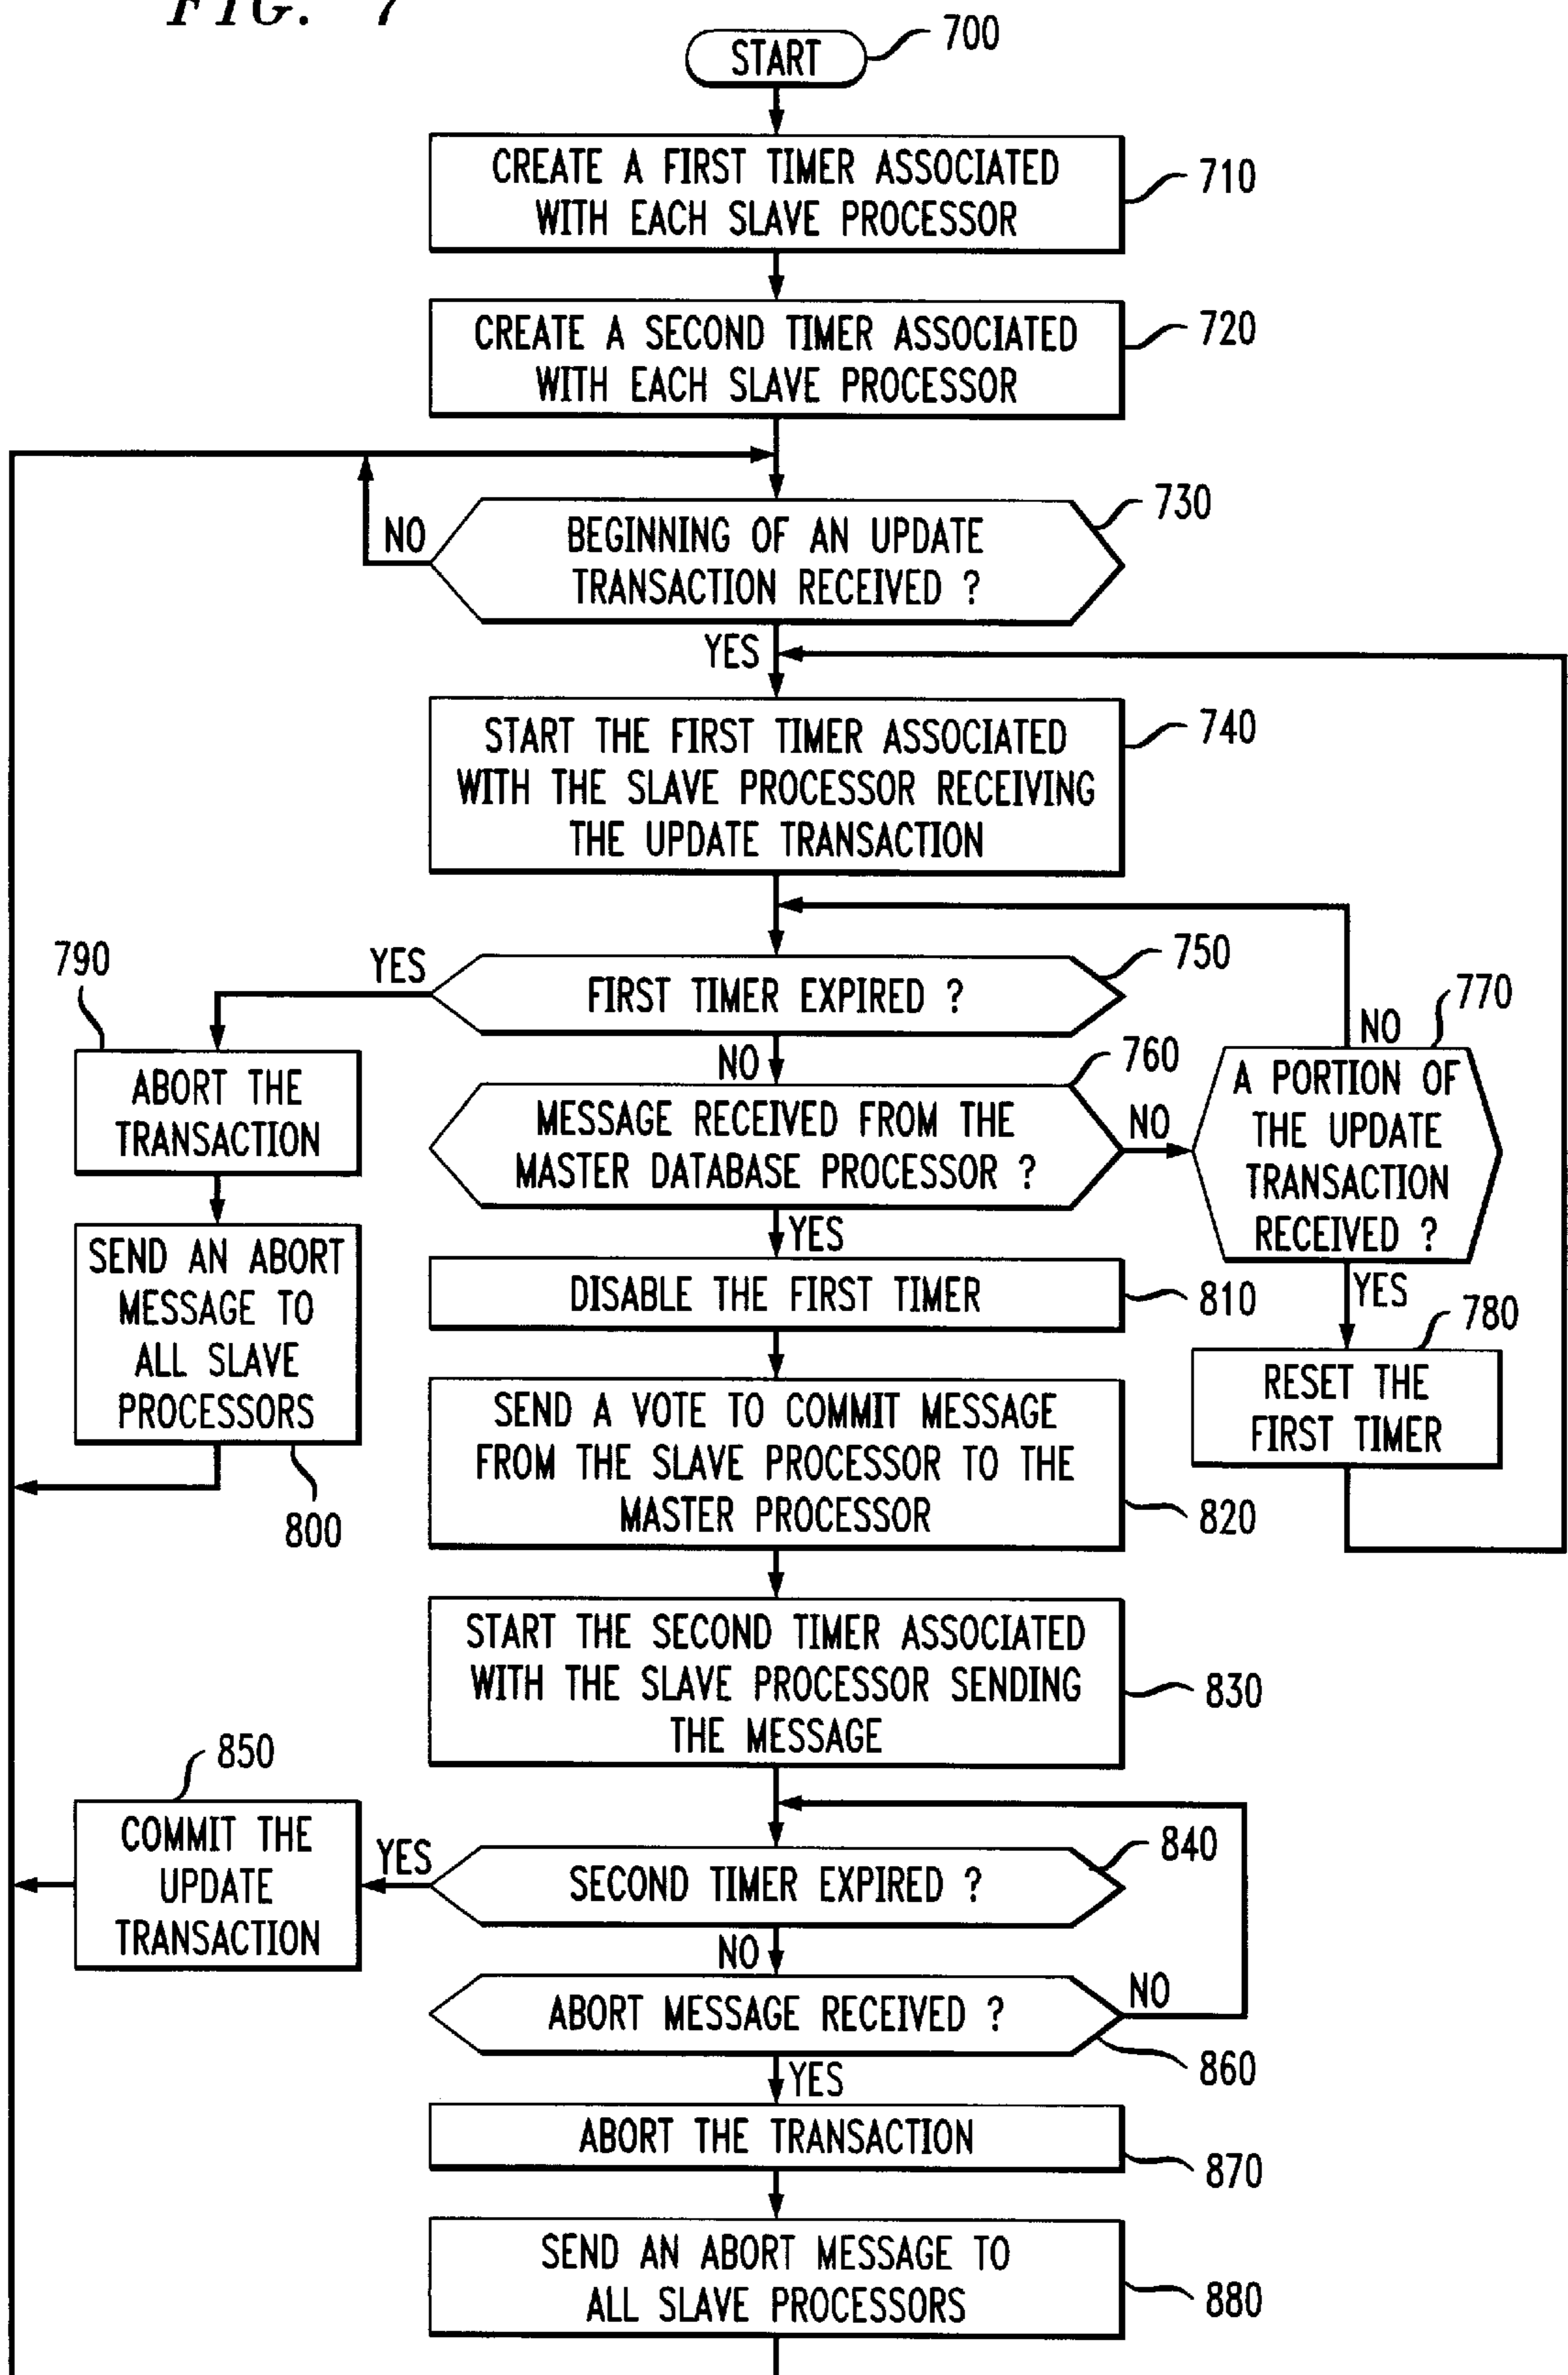 FIG. 7
START
700
CREATE A FIRST TIMER ASSOCIATED
WITH EACH SLAVE PROCESSOR
710
CREATE A SECOND TIMER ASSOCIATED
WITH EACH SLAVE PROCESSOR
720
BEGINNING OF AN UPDATE
TRANSACTION RECEIVED ?
730
NO
YES
START THE FIRST TIMER ASSOCIATED
WITH THE SLAVE PROCESSOR RECEIVING
THE UPDATE TRANSACTION
740
FIRST TIMER EXPIRED ?
750
YES
NO
790
ABORT THE
TRANSACTION
SEND AN ABORT
MESSAGE TO
ALL SLAVE
PROCESSORS
800
MESSAGE RECEIVED FROM THE
MASTER DATABASE PROCESSOR ?
760
NO
YES
A PORTION OF
THE UPDATE
TRANSACTION
RECEIVED ?
770
NO
YES
RESET THE
FIRST TIMER
780
DISABLE THE FIRST TIMER
810
SEND A VOTE TO COMMIT MESSAGE
FROM THE SLAVE PROCESSOR TO THE
MASTER PROCESSOR
820
START THE SECOND TIMER ASSOCIATED
WITH THE SLAVE PROCESSOR SENDING
THE MESSAGE
830
SECOND TIMER EXPIRED ?
840
YES
NO
850
COMMIT THE
UPDATE
TRANSACTION
ABORT MESSAGE RECEIVED ?
860
NO
YES
ABORT THE TRANSACTION
870
SEND AN ABORT MESSAGE TO
ALL SLAVE PROCESSORS
880